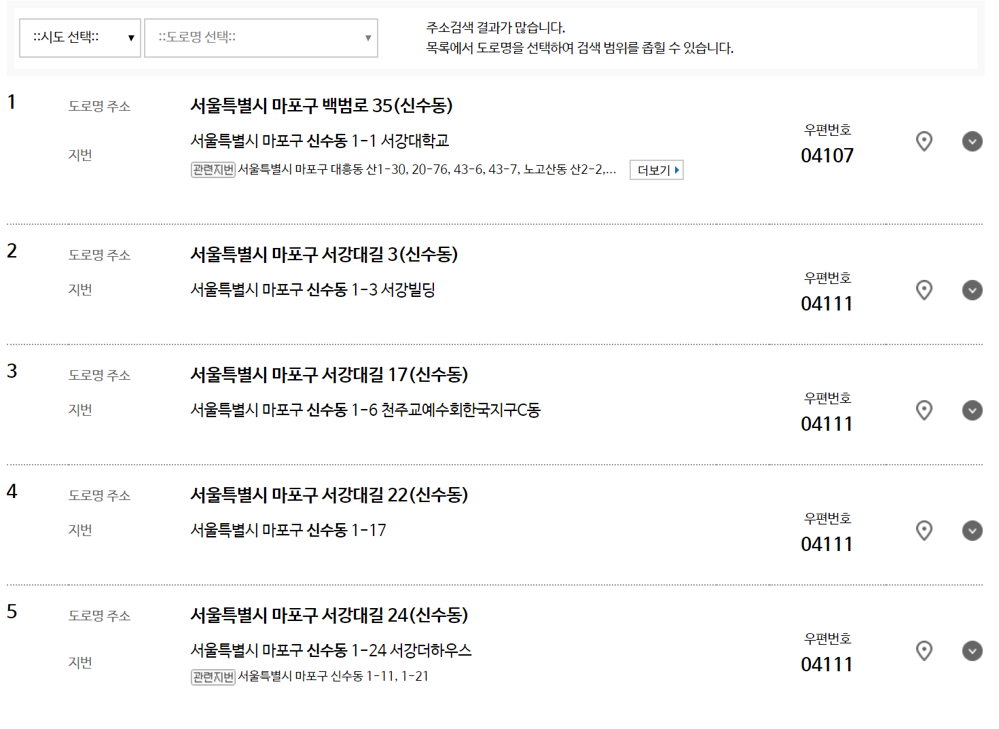 ::시도 선택:: ▼ ::도로명 선택:: ▼
주소검색 결과가 많습니다.
목록에서 도로명을 선택하여 검색 범위를 좁힐 수 있습니다.
1
도로명 주소
서울특별시 마포구 백범로 35(신수동)
지번
서울특별시 마포구 신수동 1-1 서강대학교
관련지번 서울특별시 마포구 대흥동 산1-30, 20-76, 43-6, 43-7, 노고산동 산2-2,... 더보기
우편번호
04107
2
도로명 주소
서울특별시 마포구 서강대길 3(신수동)
지번
서울특별시 마포구 신수동 1-3 서강빌딩
우편번호
04111
3
도로명 주소
서울특별시 마포구 서강대길 17(신수동)
지번
서울특별시 마포구 신수동 1-6 천주교예수회한국지구C동
우편번호
04111
4
도로명 주소
서울특별시 마포구 서강대길 22(신수동)
지번
서울특별시 마포구 신수동 1-17
우편번호
04111
5
도로명 주소
서울특별시 마포구 서강대길 24(신수동)
지번
서울특별시 마포구 신수동 1-24 서강더하우스
관련지번 서울특별시 마포구 신수동 1-11, 1-21
우편번호
04111